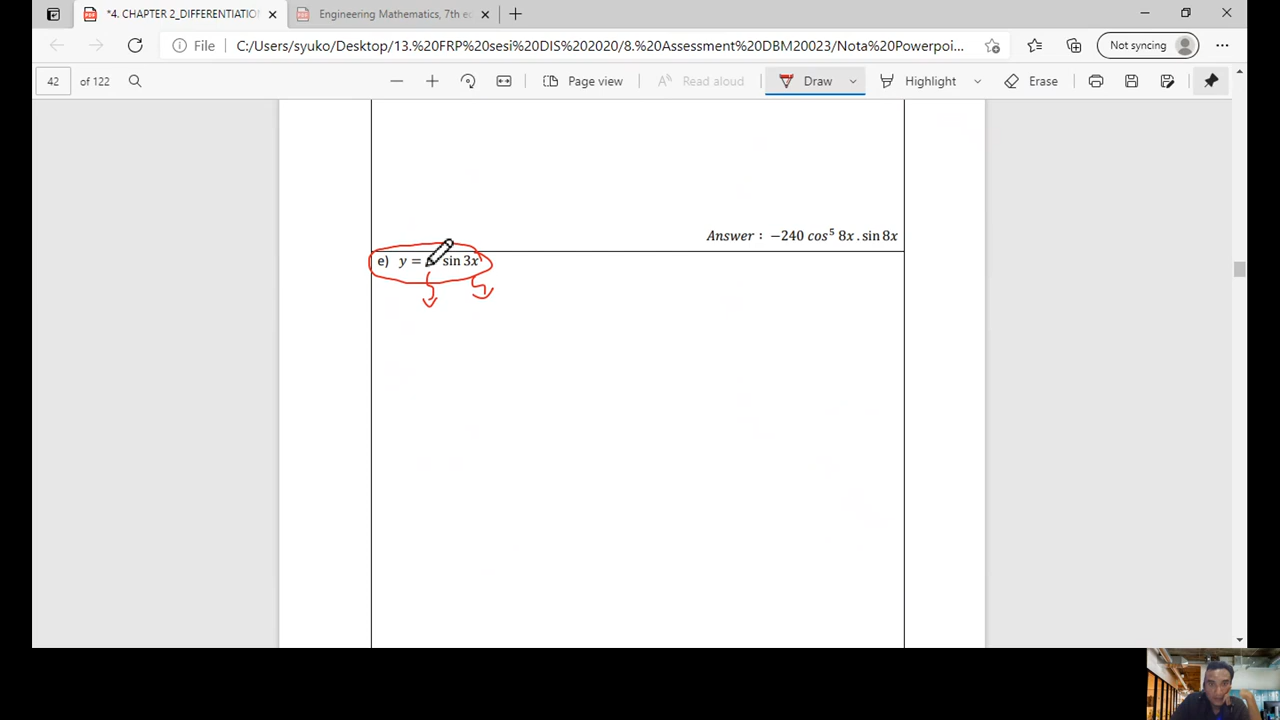 *4. CHAPTER 2_DIFFERENTIATIO
Engineering Mathematics, 7th ed
File
C:/Users/syuko/Desktop/13.%20FRP%20sesi%20DIS%202020/8.%20Assessment%20DBM20023/Nota%20Powerpoi...
Not syncing
42 of 122
Page view
Read aloud
Draw
Highlight
Erase
Answer : −240 cos⁵ 8x . sin 8x
e) y = sin 3x